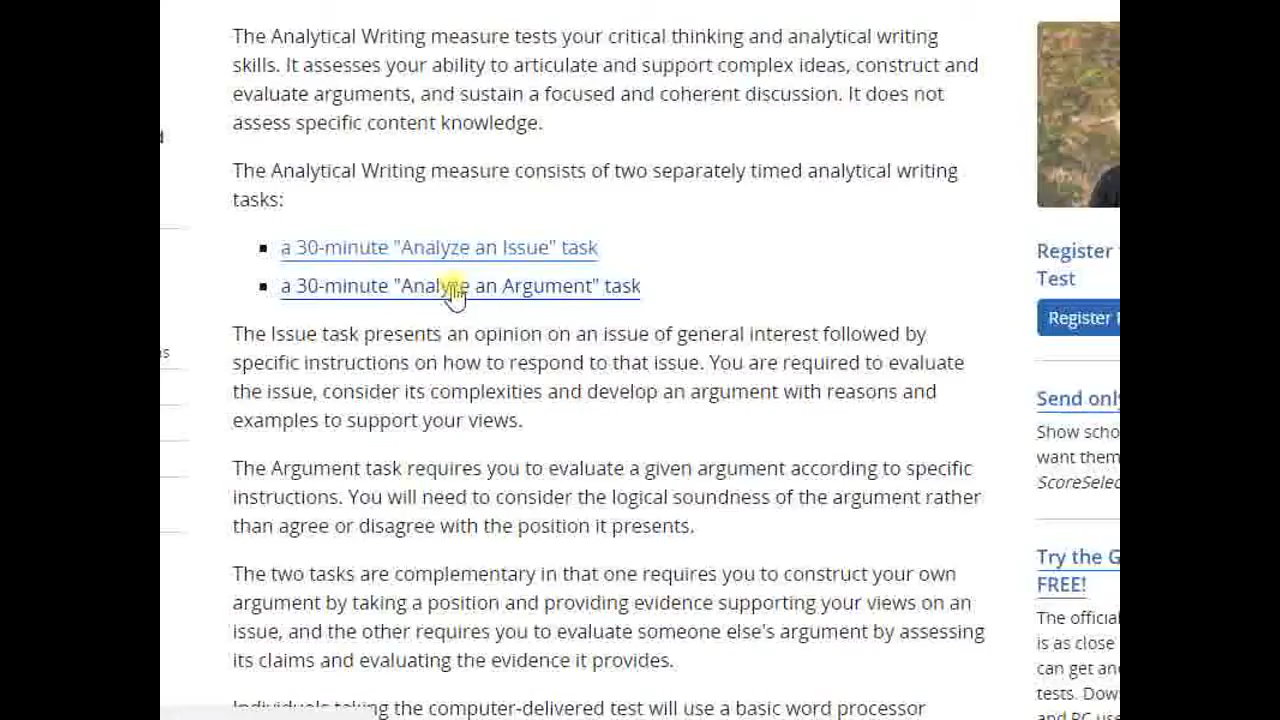 The Analytical Writing measure tests your critical thinking and analytical writing
skills. It assesses your ability to articulate and support complex ideas, construct and
evaluate arguments, and sustain a focused and coherent discussion. It does not
assess specific content knowledge.
The Analytical Writing measure consists of two separately timed analytical writing
tasks:
a 30-minute "Analyze an Issue" task
a 30-minute "Analyze an Argument" task
The Issue task presents an opinion on an issue of general interest followed by
specific instructions on how to respond to that issue. You are required to evaluate
the issue, consider its complexities and develop an argument with reasons and
examples to support your views.
The Argument task requires you to evaluate a given argument according to specific
instructions. You will need to consider the logical soundness of the argument rather
than agree or disagree with the position it presents.
The two tasks are complementary in that one requires you to construct your own
argument by taking a position and providing evidence supporting your views on an
issue, and the other requires you to evaluate someone else's argument by assessing
its claims and evaluating the evidence it provides.
Individuals taking the computer-delivered test will use a basic word processor
Register
Test
Register
Send only
Show scho
want them
ScoreSelec
Try the G
FREE!
The official
is as close
can get and
tests. Dow
and PC use